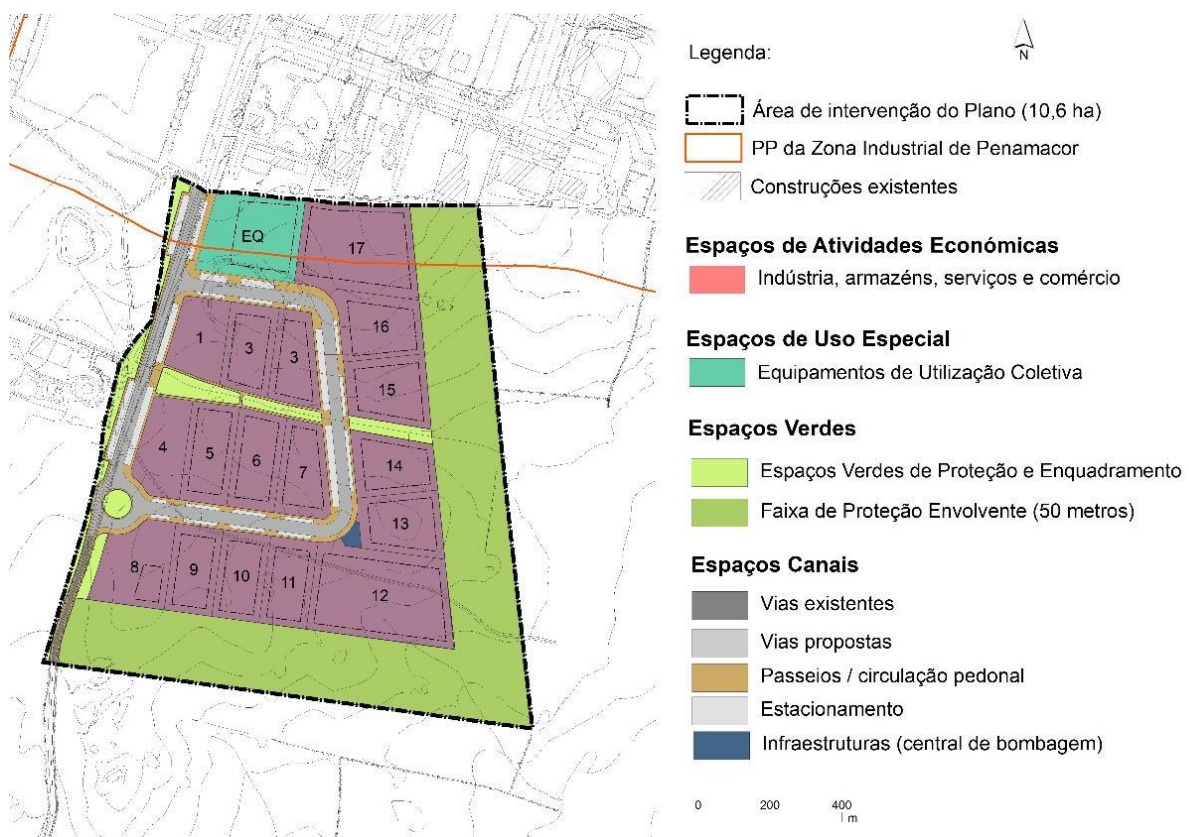 Legenda:
N
Área de intervenção do Plano (10,6 ha)
PP da Zona Industrial de Penamacor
Construções existentes
Espaços de Atividades Económicas
Indústria, armazéns, serviços e comércio
Espaços de Uso Especial
Equipamentos de Utilização Coletiva
Espaços Verdes
Espaços Verdes de Proteção e Enquadramento
Faixa de Proteção Envolvente (50 metros)
Espaços Canais
Vias existentes
Vias propostas
Passeios / circulação pedonal
Estacionamento
Infraestruturas (central de bombagem)
0 200 400
m
EQ
17
16
1 3 3
15
4 5 6 7
14
13
8 9 10 11
12